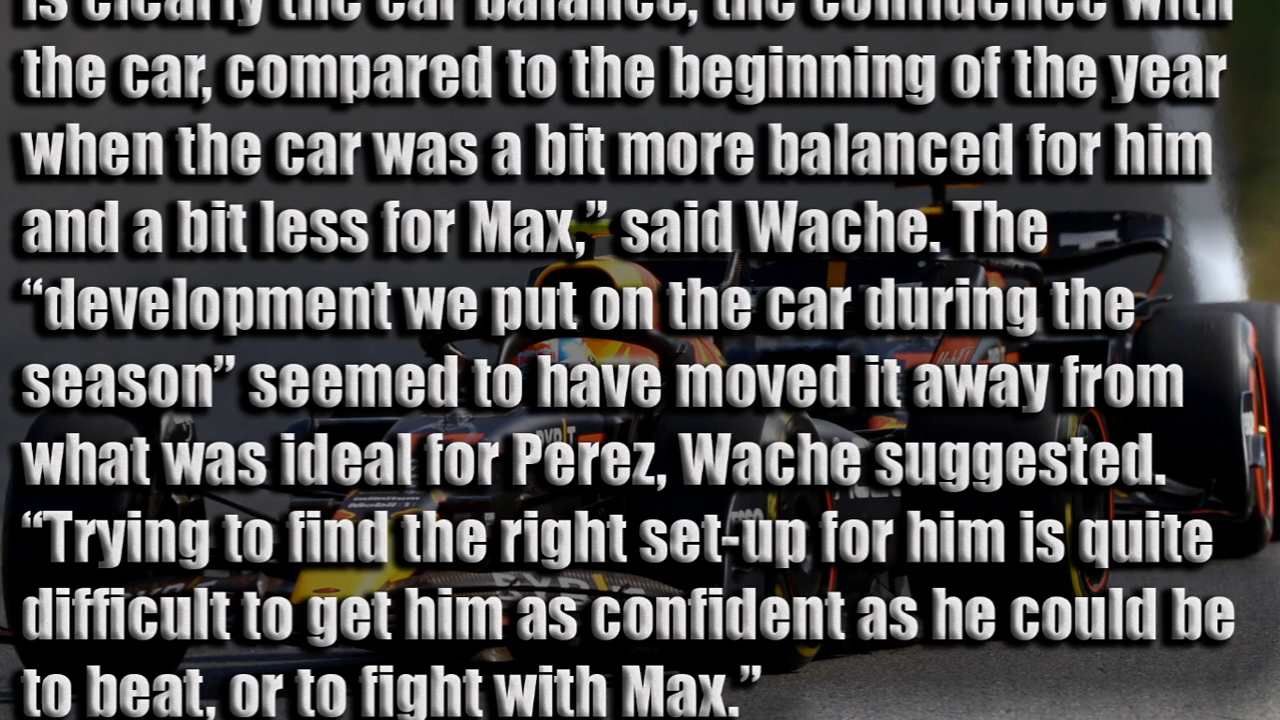 is clearly the car balance, the confidence with
the car, compared to the beginning of the year
when the car was a bit more balanced for him
and a bit less for Max,” said Wache. The
“development we put on the car during the
season” seemed to have moved it away from
what was ideal for Perez, Wache suggested.
“Trying to find the right set-up for him is quite
difficult to get him as confident as he could be
to beat, or to fight with Max.”